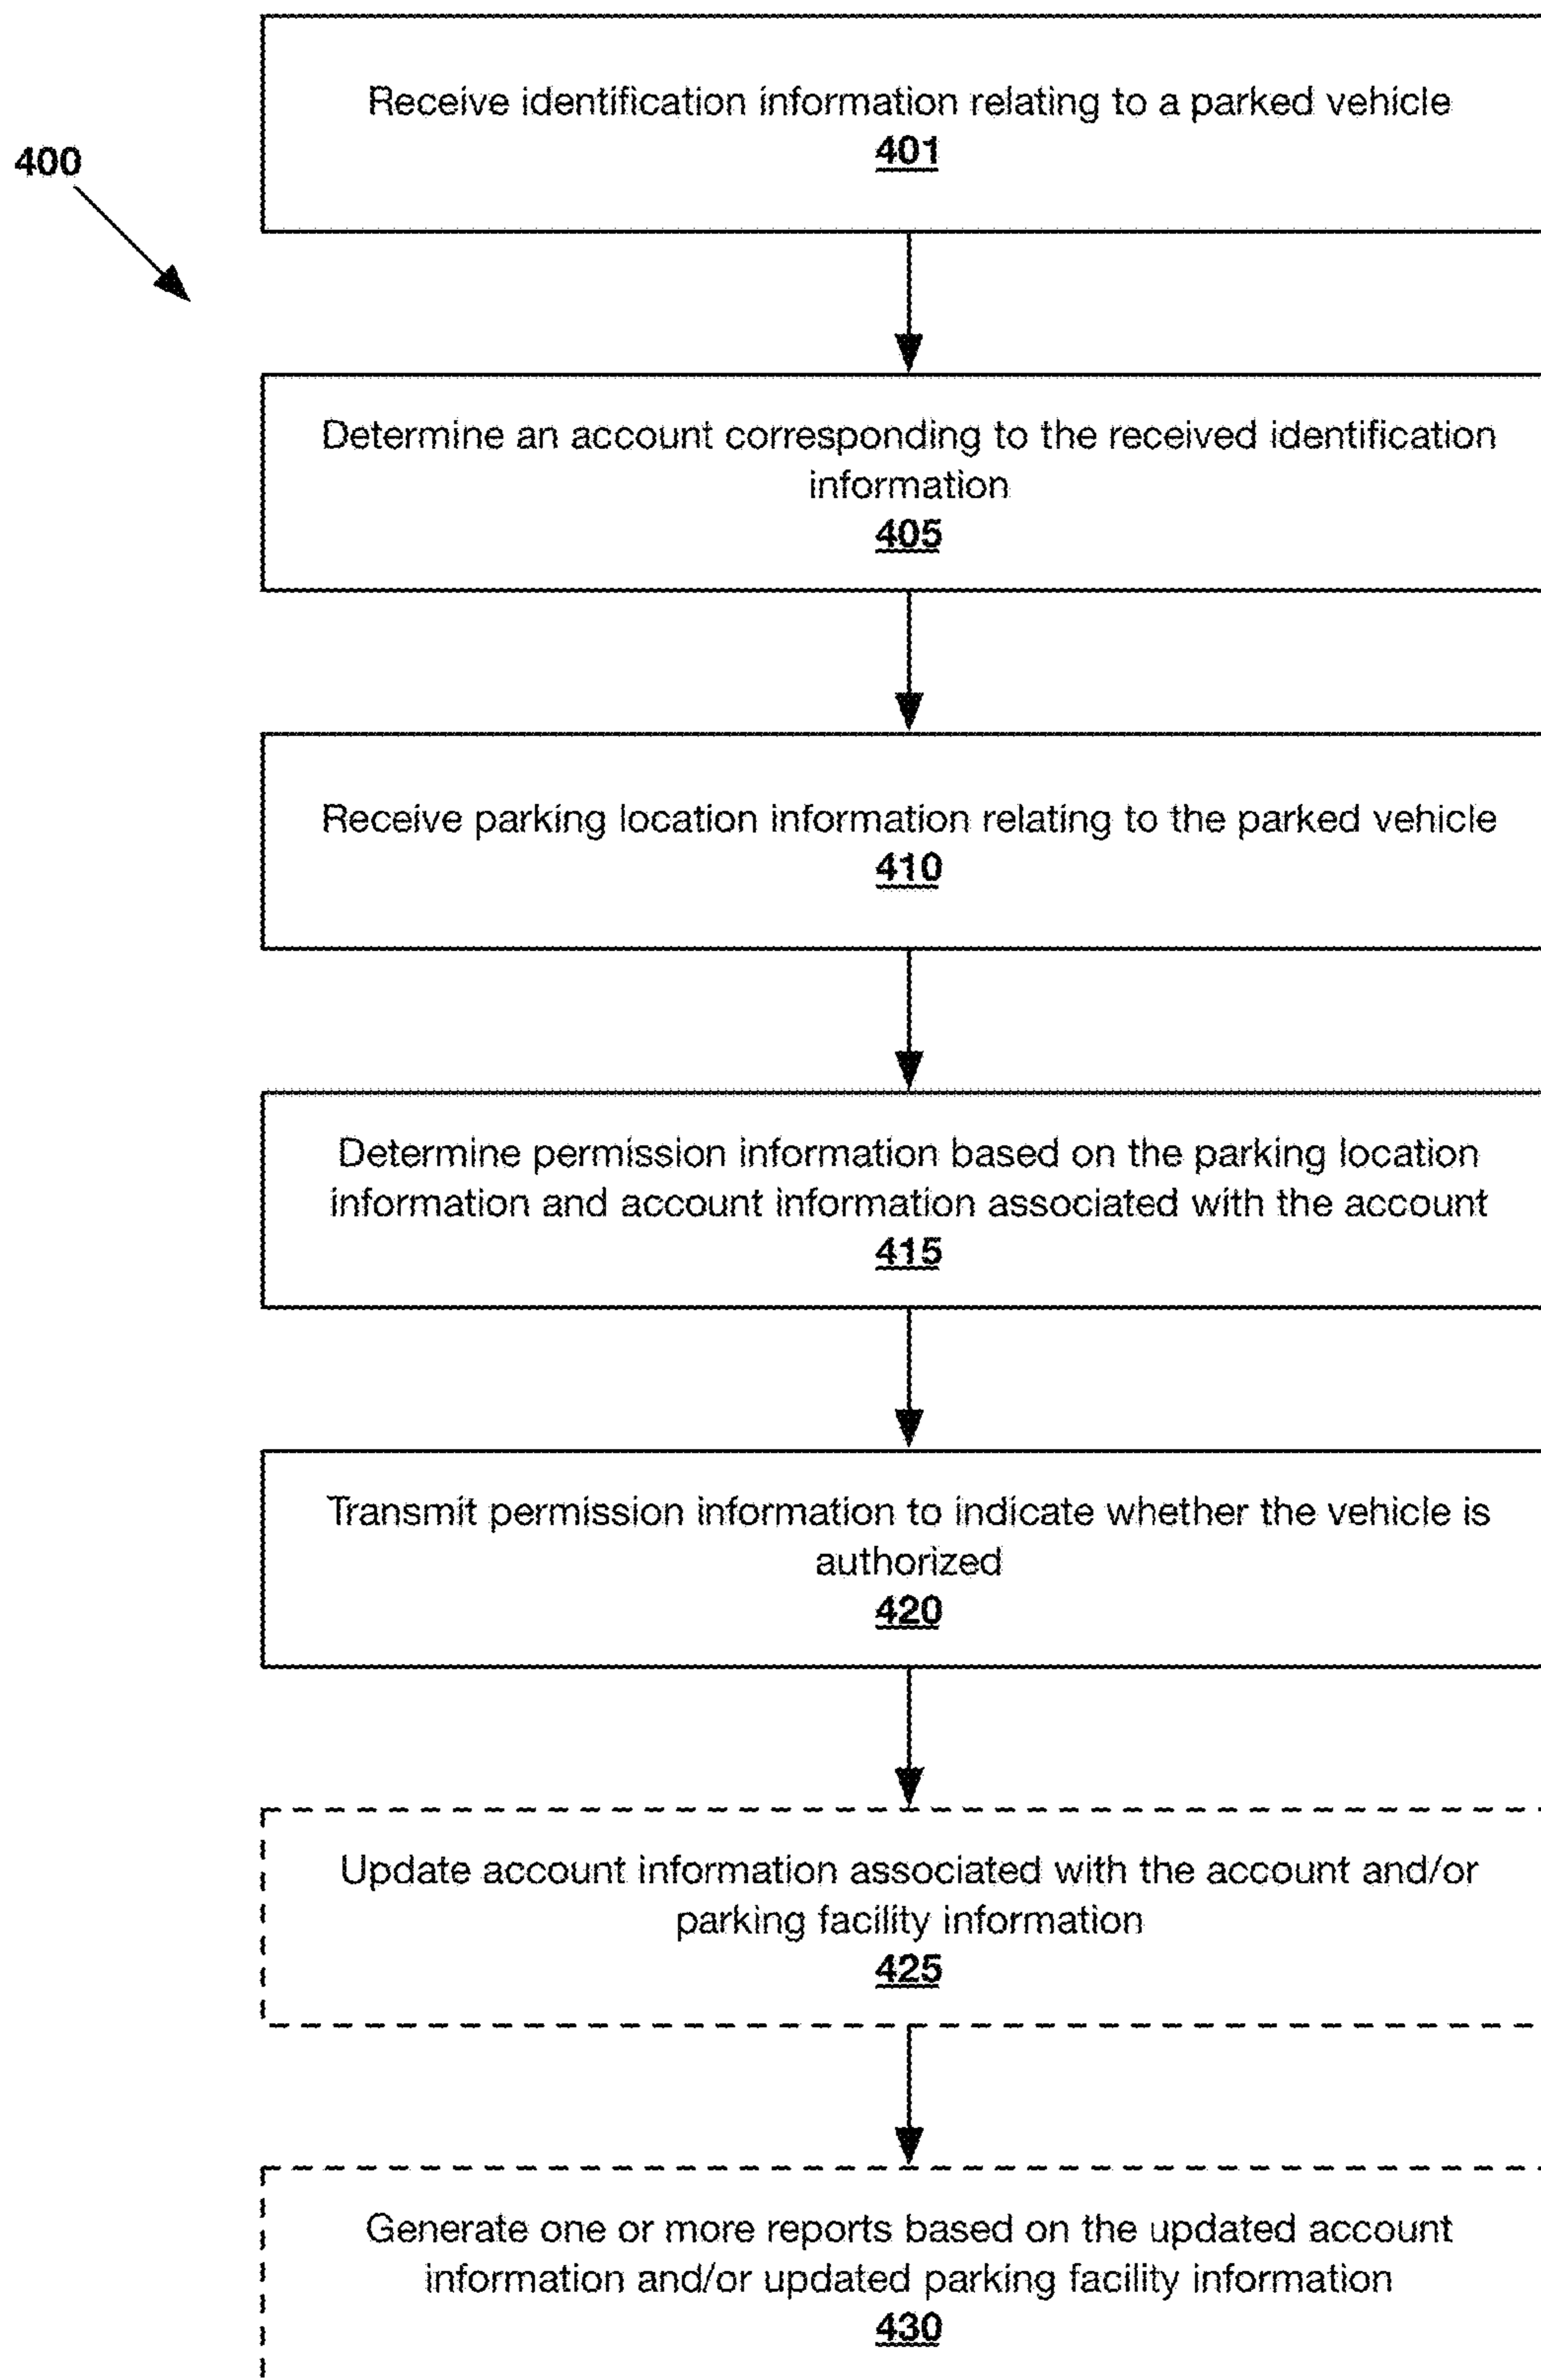 Receive identification information relating to a parked vehicle
401
400
Determine an account corresponding to the received identification
information
405
Receive parking location information relating to the parked vehicle
410
Determine permission information based on the parking location
information and account information associated with the account
415
Transmit permission information to indicate whether the vehicle is
authorized
420
Update account information associated with the account and/or
parking facility information
425
Generate one or more reports based on the updated account
information and/or updated parking facility information
430